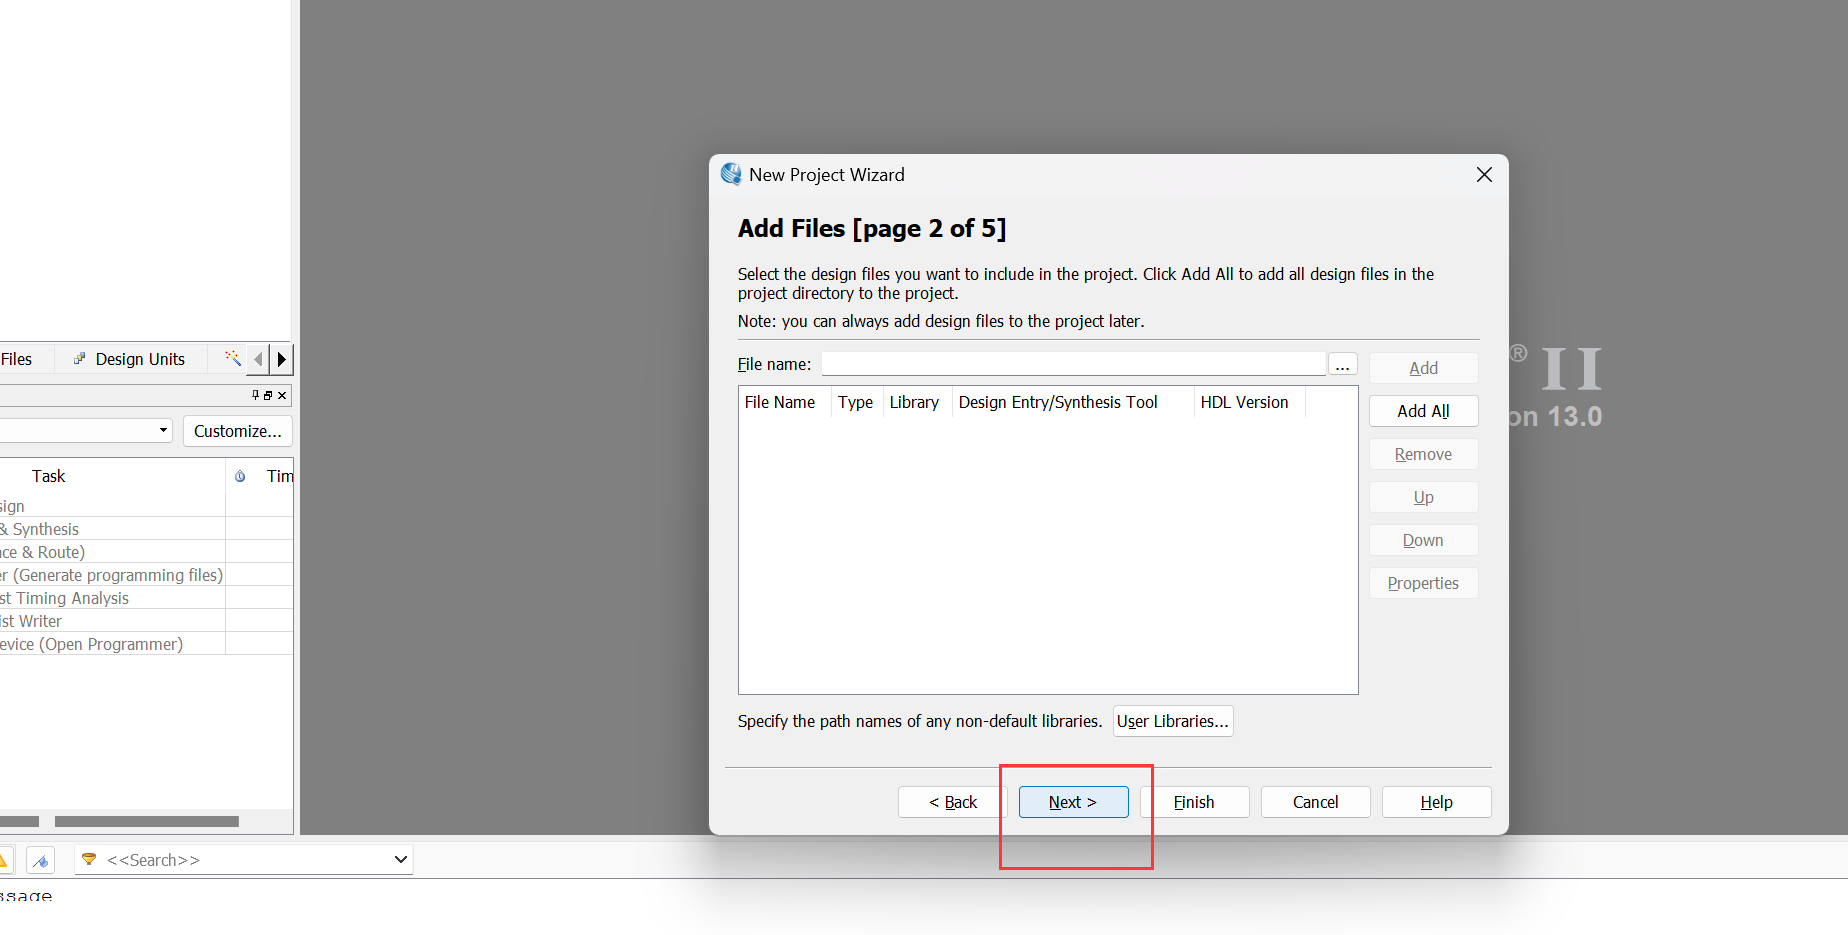 New Project Wizard
Add Files [page 2 of 5]
Select the design files you want to include in the project. Click Add All to add all design files in the
project directory to the project.
Note: you can always add design files to the project later.
File name:
...
Add
File Name Type Library Design Entry/Synthesis Tool HDL Version
Add All
Remove
Up
Down
Properties
Specify the path names of any non-default libraries. User Libraries...
< Back Next > Finish Cancel Help
Files Design Units
Customize...
Task Tim
sign
& Synthesis
ce & Route)
er (Generate programming files)
st Timing Analysis
ist Writer
evice (Open Programmer)
<<Search>>
ssage
® II
on 13.0